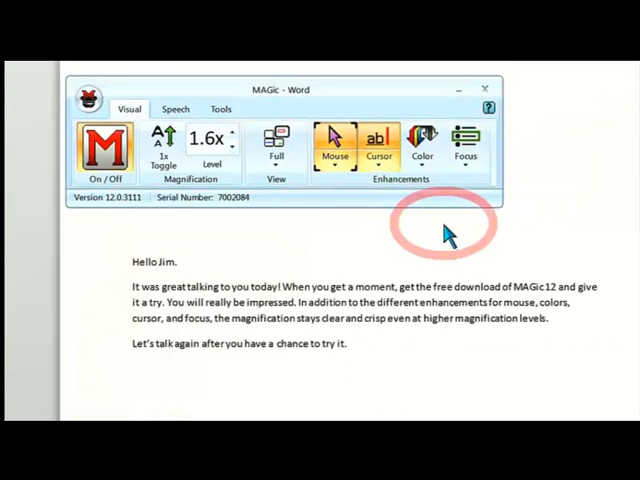 MAGic - Word
Visual Speech Tools
M
A A 1.6x
ab
On / Off
1x Toggle
Level
Full
Mouse
Cursor
Color
Focus
Magnification View Enhancements
Version 12.0.3111 Serial Number: 7002084
Hello Jim.
It was great talking to you today! When you get a moment, get the free download of MAGic 12 and give
it a try. You will really be impressed. In addition to the different enhancements for mouse, colors,
cursor, and focus, the magnification stays clear and crisp even at higher magnification levels.
Let's talk again after you have a chance to try it.